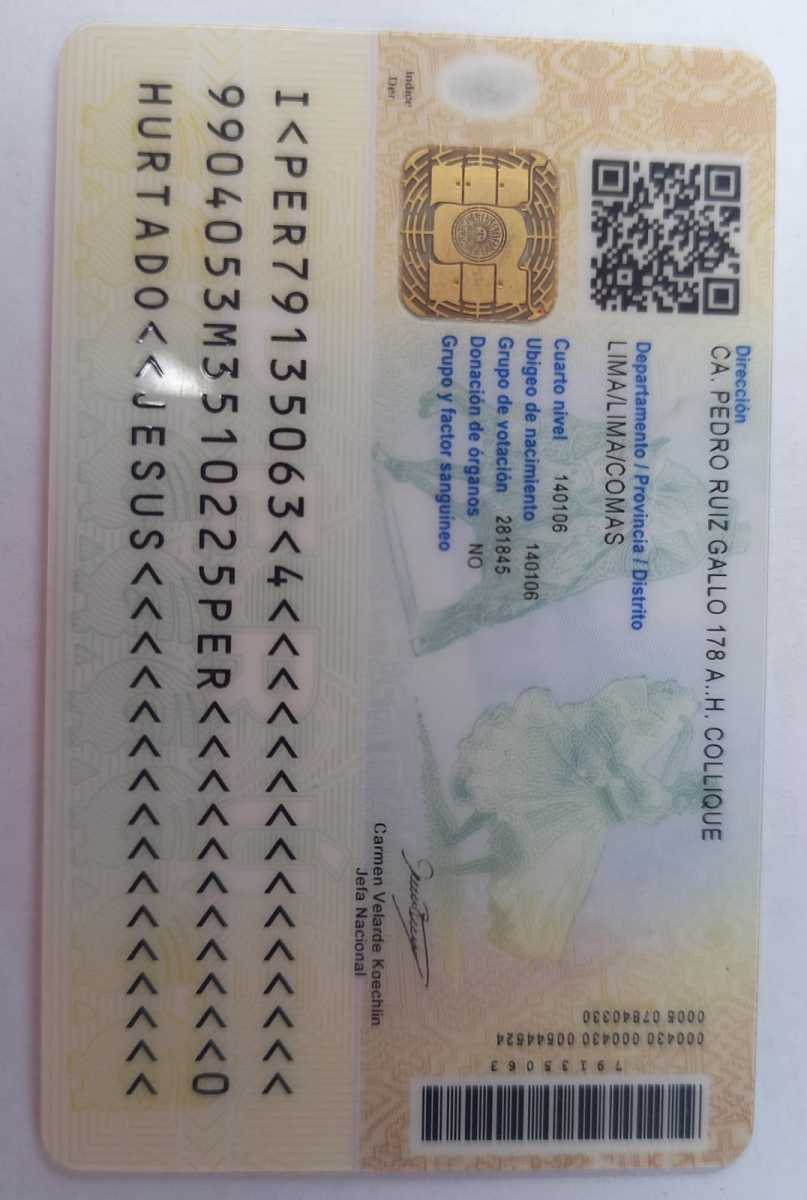 Dirección
CA. PEDRO RUIZ GALLO 178 A..H. COLLIQUE
Departamento / Provincia / Distrito
LIMA/LIMA/COMAS
Cuarto nivel 140106
Ubigeo de nacimiento 140106
Grupo de votación 281845
Donación de órganos NO
Grupo y factor sanguíneo
Indice
Der.
Carmen Velarde Koechlin
Jefa Nacional
0005 07840330
000430 000430 00544524
79135063
I<PER79135063<4<<<<<<<<<<<<<<<
9904053M3510225PER<<<<<<<<<<<0
HURTADO<<JESUS<<<<<<<<<<<<<<<<